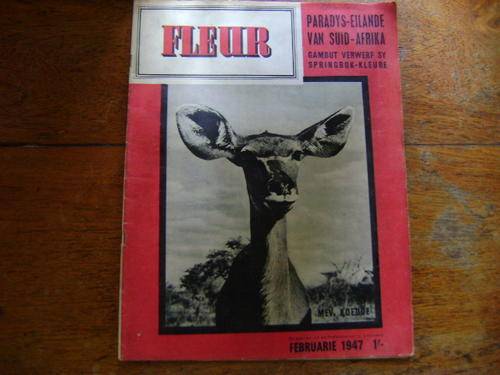 FLEUR
PARADYS-EILANDE
VAN SUID-AFRIKA
GAMBUT VERWERF SY
SPRINGBOK-KLEURE
MEV. KOEDOE
FEBRUARIE 1947 1/-